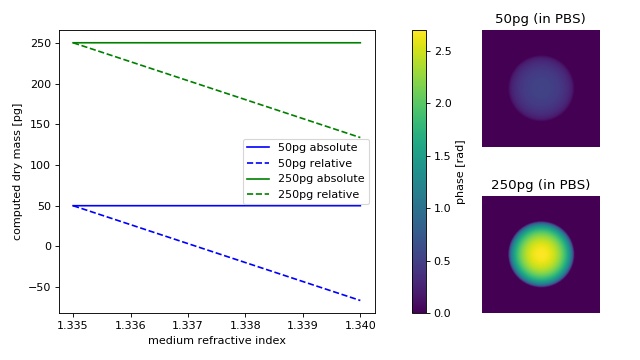 250
200
150
100
50
0
−50
computed dry mass [pg]
1.335
1.336
1.337
1.338
1.339
1.340
medium refractive index
50pg absolute
50pg relative
250pg absolute
250pg relative
2.5
2.0
1.5
1.0
0.5
0.0
phase [rad]
50pg (in PBS)
250pg (in PBS)